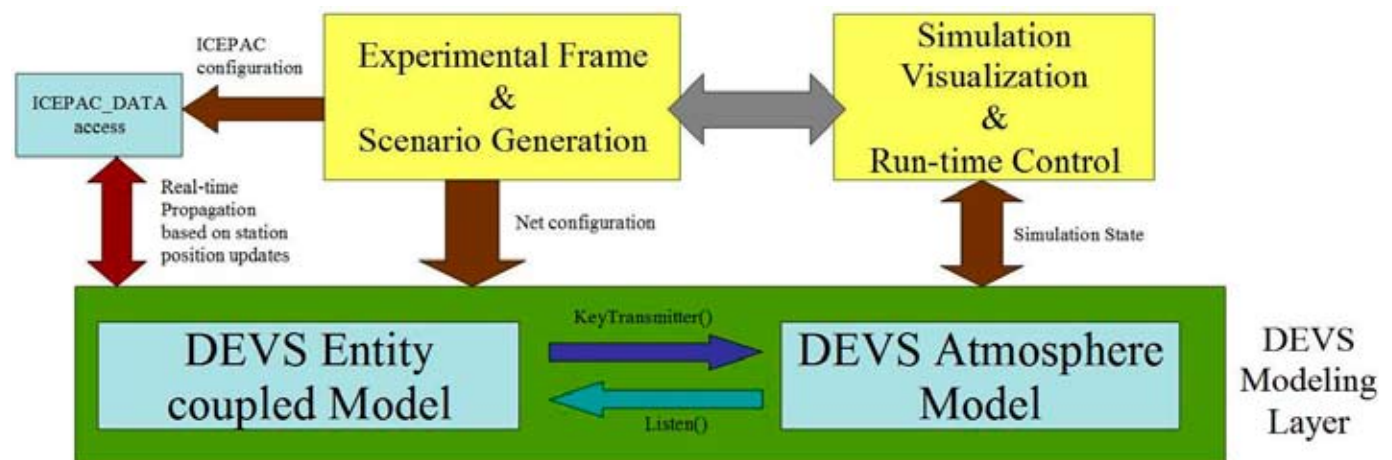 ICEPAC
configuration
ICEPAC_DATA
access
Experimental Frame
&
Scenario Generation
Simulation
Visualization
&
Run-time Control
Real-time
Propagation
based on station
position updates
Net configuration
Simulation State
DEVS Entity
coupled Model
KeyTransmitter()
Listen()
DEVS Atmosphere
Model
DEVS
Modeling
Layer